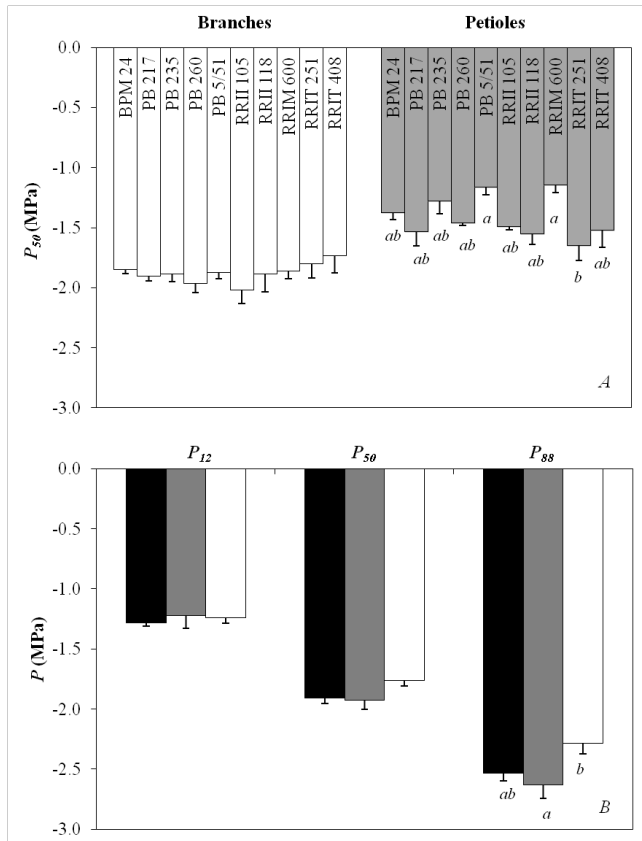 Branches Petioles
0.0
-0.5
-1.0
-1.5
-2.0
-2.5
-3.0
P50 (MPa)
BPM 24
PB 217
PB 235
PB 260
PB 5/51
RRII 105
RRII 118
RRIM 600
RRIT 251
RRIT 408
BPM 24
PB 217
PB 235
PB 260
PB 5/51
RRII 105
RRII 118
RRIM 600
RRIT 251
RRIT 408
ab
ab
ab
ab
a
ab
ab
a
b
ab
A
P12 P50 P88
0.0
-0.5
-1.0
-1.5
-2.0
-2.5
-3.0
P (MPa)
ab
a
b
B